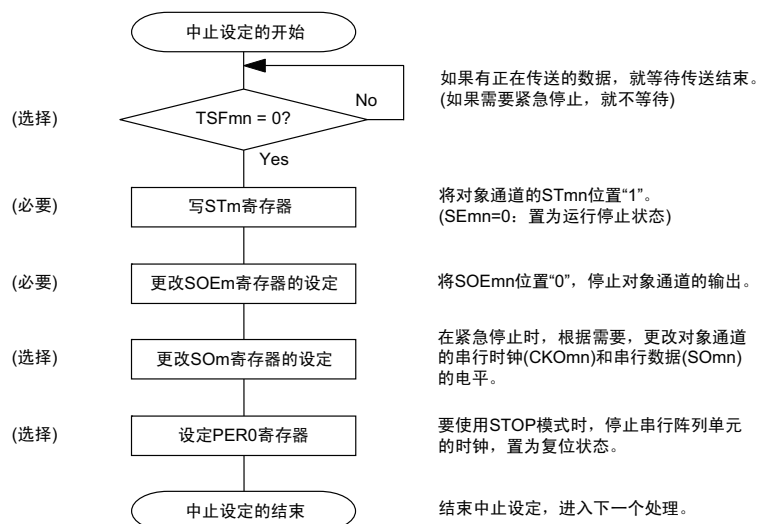 中止设定的开始
如果有正在传送的数据，就等待传送结束。
(如果需要紧急停止，就不等待)
No
(选择)
TSFmn = 0?
Yes
(必要)
写STm寄存器
将对象通道的STmn位置“1”。
(SEmn=0：置为运行停止状态)
(必要)
更改SOEm寄存器的设定
将SOEmn位置“0”，停止对象通道的输出。
(选择)
更改SOm寄存器的设定
在紧急停止时，根据需要，更改对象通道
的串行时钟(CKOmn)和串行数据(SOmn)
的电平。
(选择)
设定PER0寄存器
要使用STOP模式时，停止串行阵列单元
的时钟，置为复位状态。
中止设定的结束
结束中止设定，进入下一个处理。